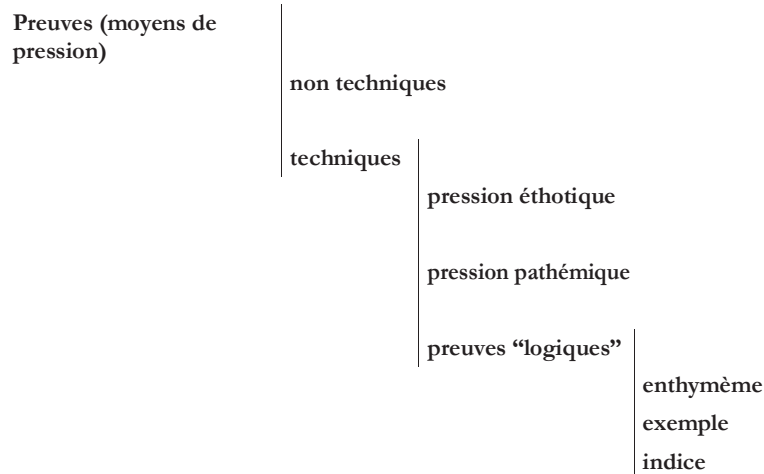 Preuves (moyens de
pression)
non techniques
techniques
pression éthotique
pression pathémique
preuves “logiques”
enthymème
exemple
indice